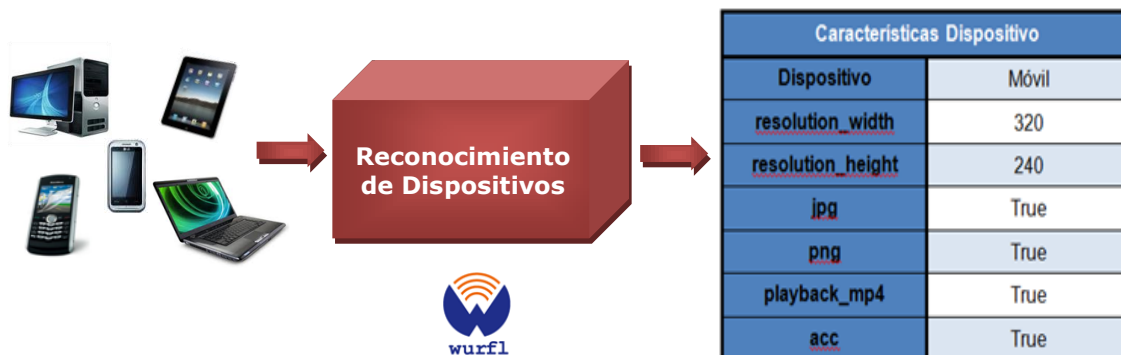 Reconocimiento
de Dispositivos
wurfl
Características Dispositivo
Dispositivo Móvil
resolution_width 320
resolution_height 240
jpg True
png True
playback_mp4 True
acc True